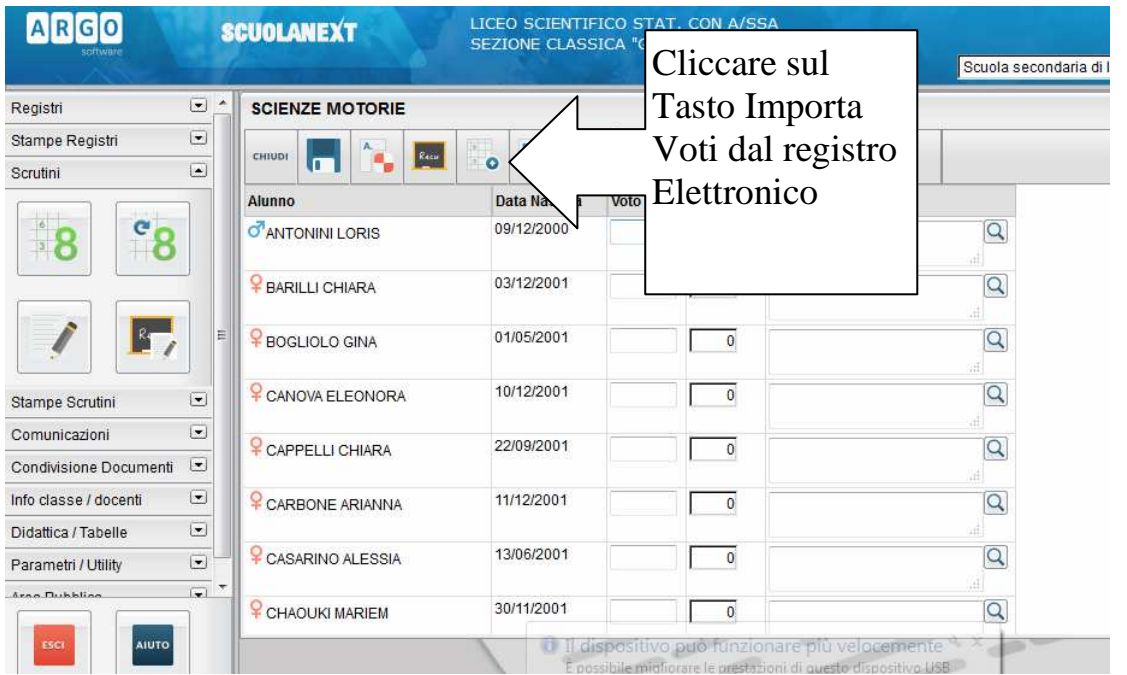 ARGO
software
SCUOLANEXT
LICEO SCIENTIFICO STAT. CON A/SSA
SEZIONE CLASSICA
Scuola secondaria di I
Cliccare sul
Tasto Importa
Voti dal registro
Elettronico
Registri
Stampe Registri
Scrutini
Stampe Scrutini
Comunicazioni
Condivisione Documenti
Info classe / docenti
Didattica / Tabelle
Parametri / Utility
Area Pubblica
ESCI
AIUTO
SCIENZE MOTORIE
CHIUDI
Alunno Data Voto
ANTONINI LORIS 09/12/2000
BARILLI CHIARA 03/12/2001
BOGLIOLO GINA 01/05/2001 0
CANOVA ELEONORA 10/12/2001 0
CAPPELLI CHIARA 22/09/2001 0
CARBONE ARIANNA 11/12/2001 0
CASARINO ALESSIA 13/06/2001 0
CHAOUKI MARIEM 30/11/2001 0
Il dispositivo può funzionare più velocemente
È possibile migliorare le prestazioni di questo dispositivo USB